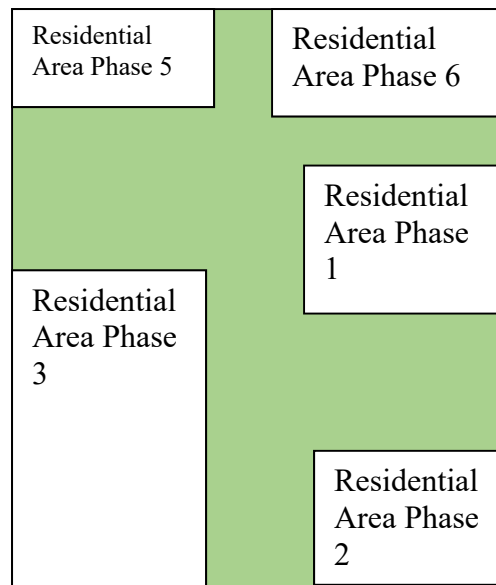 Residential
Area Phase 5
Residential
Area Phase 6
Residential
Area Phase
1
Residential
Area Phase
3
Residential
Area Phase
2